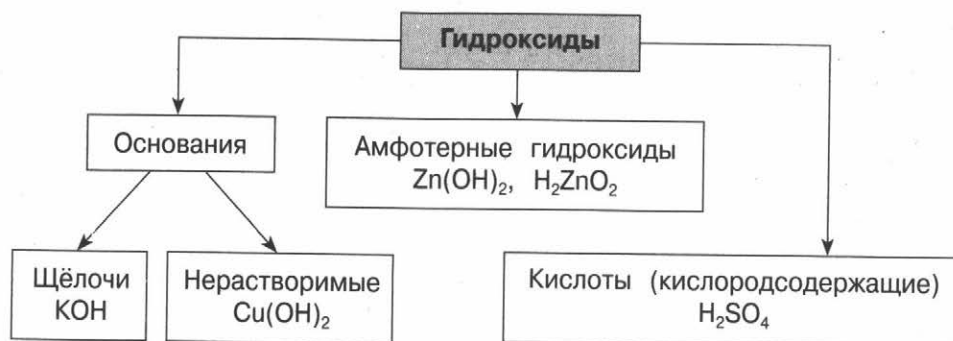 Гидроксиды
Основания
Амфотерные гидроксиды
Zn(OH)₂, H₂ZnO₂
Щёлочи
KOH
Нерастворимые
Cu(OH)₂
Кислоты (кислородсодержащие)
H₂SO₄